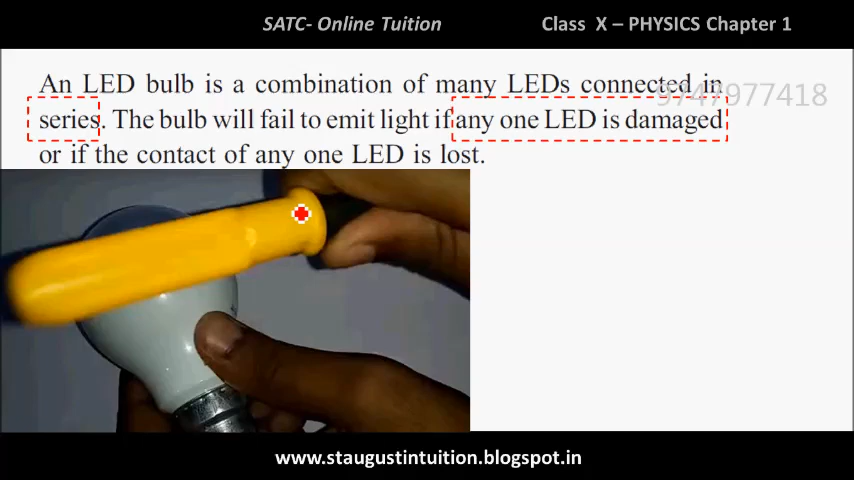 SATC- Online Tuition
Class X – PHYSICS Chapter 1
An LED bulb is a combination of many LEDs connected in
9747977418
series. The bulb will fail to emit light if any one LED is damaged
or if the contact of any one LED is lost.
www.staugustintuition.blogspot.in